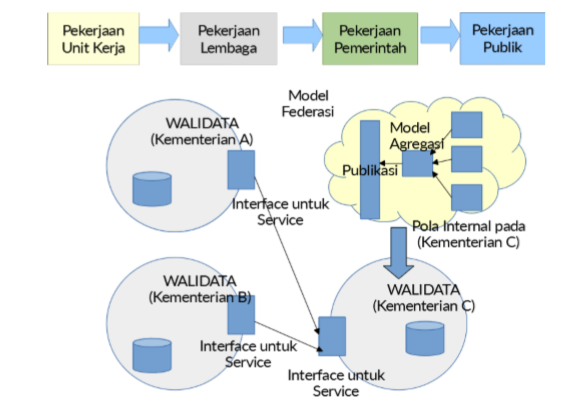 Pekerjaan
Unit Kerja
Pekerjaan
Lembaga
Pekerjaan
Pemerintah
Pekerjaan
Publik
Model
Federasi
WALIDATA
(Kementerian A)
Model
Agregasi
Publikasi
Interface untuk
Service
Pola Internal pada
(Kementerian C)
WALIDATA
(Kementerian B)
WALIDATA
(Kementerian C)
Interface untuk
Service
Interface untuk
Service